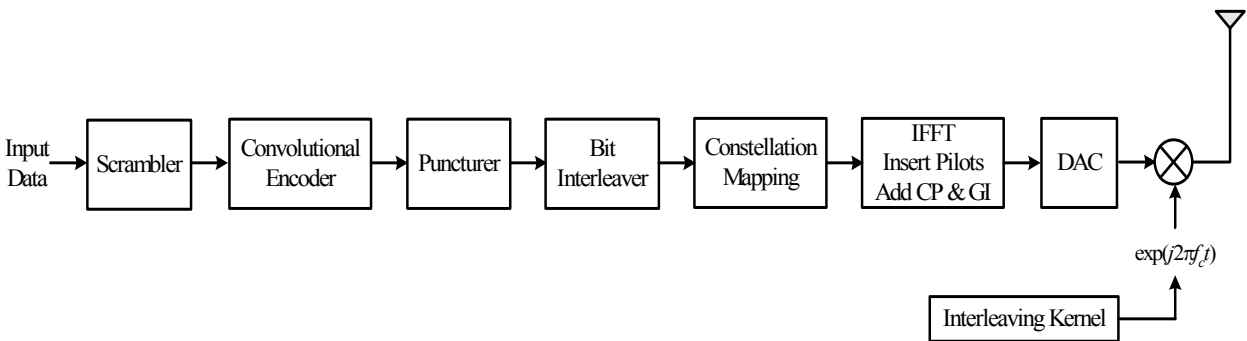 Input
Data
Scrambler
Convolutional
Encoder
Puncturer
Bit
Interleaver
Constellation
Mapping
IFFT
Insert Pilots
Add CP & GI
DAC
exp(j2πf_ct)
Interleaving Kernel